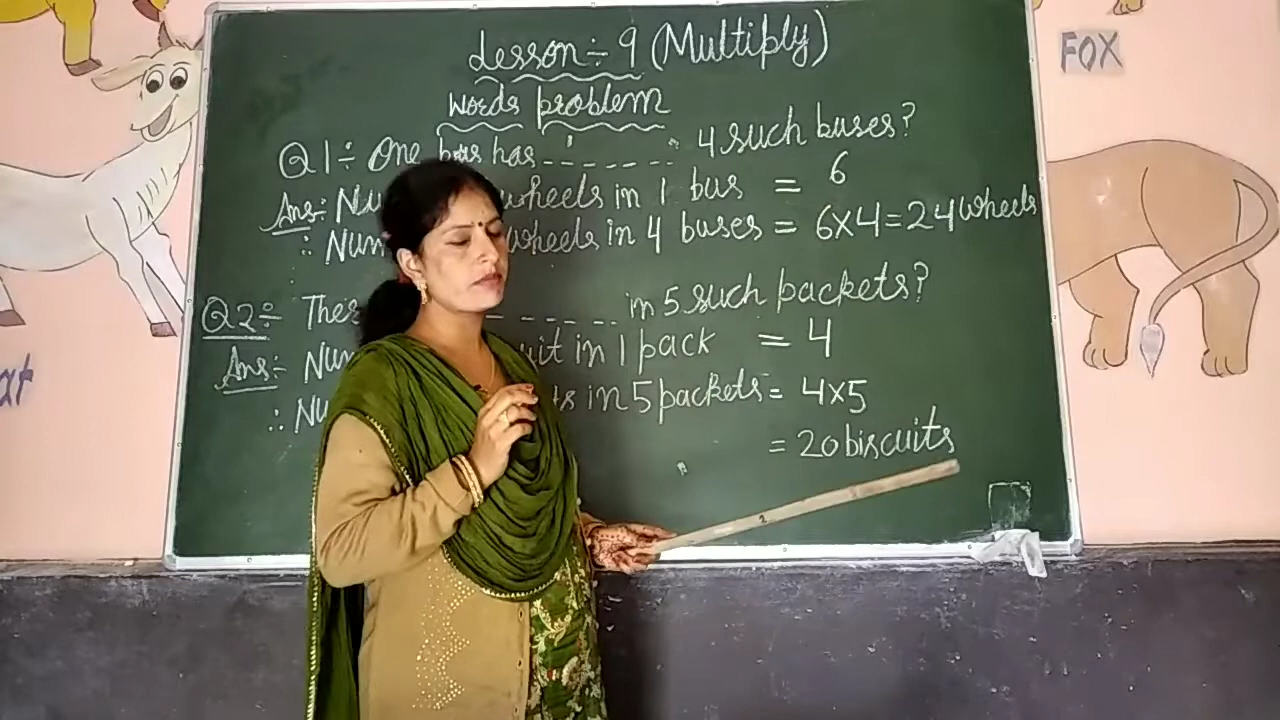 Lesson ÷ 9 (Multiply)
Words problem
Q1÷ One bus has _ _ _ _ _ _ 4 such buses?
Ans:- wheels in 1 bus = 6
∴ wheels in 4 buses = 6×4=24 wheels
Q2÷ _ _ _ _ _ _ in 5 such packets?
Ans:- in 1 pack = 4
∴ in 5 packets = 4×5
= 20 biscuits
FOX
2